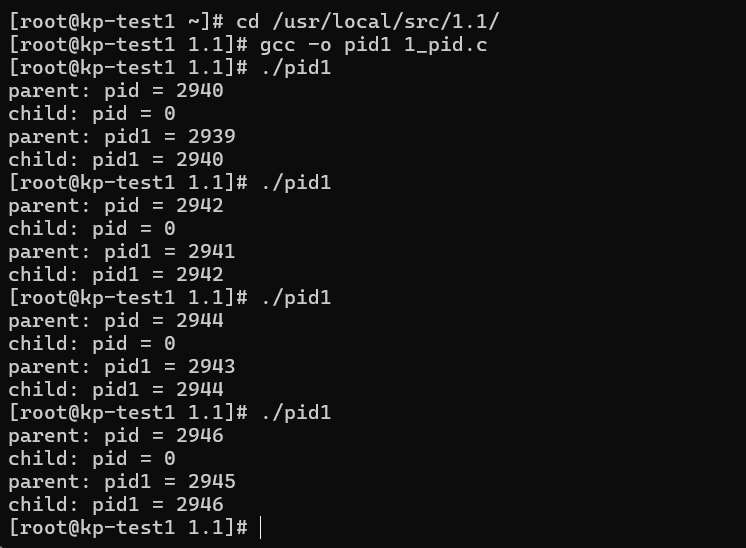 [root@kp-test1 ~]# cd /usr/local/src/1.1/
[root@kp-test1 1.1]# gcc -o pid1 1_pid.c
[root@kp-test1 1.1]# ./pid1
parent: pid = 2940
child: pid = 0
parent: pid1 = 2939
child: pid1 = 2940
[root@kp-test1 1.1]# ./pid1
parent: pid = 2942
child: pid = 0
parent: pid1 = 2941
child: pid1 = 2942
[root@kp-test1 1.1]# ./pid1
parent: pid = 2944
child: pid = 0
parent: pid1 = 2943
child: pid1 = 2944
[root@kp-test1 1.1]# ./pid1
parent: pid = 2946
child: pid = 0
parent: pid1 = 2945
child: pid1 = 2946
[root@kp-test1 1.1]#